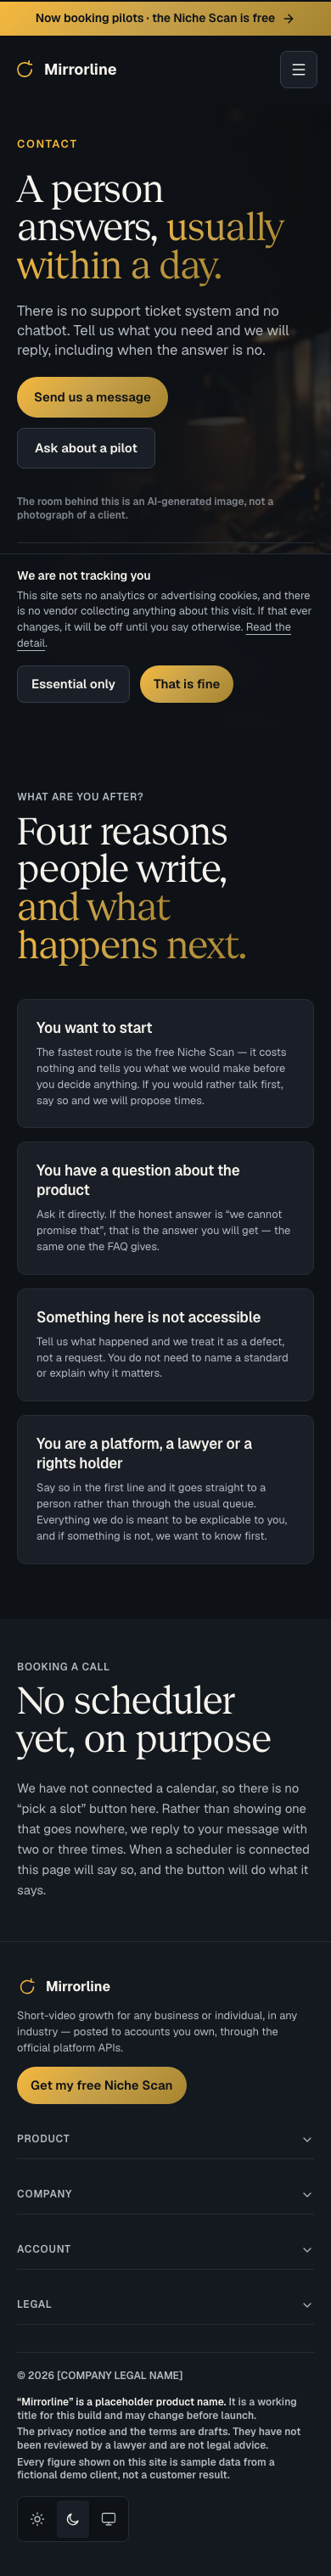 Now booking pilots · the Niche Scan is free →
Mirrorline
CONTACT
A person
answers, usually
within a day.
There is no support ticket system and no
chatbot. Tell us what you need and we will
reply, including when the answer is no.
Send us a message
Ask about a pilot
The room behind this is an AI-generated image, not a
photograph of a client.
We are not tracking you
This site sets no analytics or advertising cookies, and there
is no vendor collecting anything about this visit. If that ever
changes, it will be off until you say otherwise. Read the
detail.
Essential only
That is fine
WHAT ARE YOU AFTER?
Four reasons
people write,
and what
happens next.
You want to start
The fastest route is the free Niche Scan — it costs
nothing and tells you what we would make before
you decide anything. If you would rather talk first,
say so and we will propose times.
You have a question about the
product
Ask it directly. If the honest answer is “we cannot
promise that”, that is the answer you will get — the
same one the FAQ gives.
Something here is not accessible
Tell us what happened and we treat it as a defect,
not a request. You do not need to name a standard
or explain why it matters.
You are a platform, a lawyer or a
rights holder
Say so in the first line and it goes straight to a
person rather than through the usual queue.
Everything we do is meant to be explicable to you,
and if something is not, we want to know first.
BOOKING A CALL
No scheduler
yet, on purpose
We have not connected a calendar, so there is no
“pick a slot” button here. Rather than showing one
that goes nowhere, we reply to your message with
two or three times. When a scheduler is connected
this page will say so, and the button will do what it
says.
Mirrorline
Short-video growth for any business or individual, in any
industry — posted to accounts you own, through the
official platform APIs.
Get my free Niche Scan
PRODUCT
COMPANY
ACCOUNT
LEGAL
© 2026 [COMPANY LEGAL NAME]
“Mirrorline” is a placeholder product name. It is a working
title for this build and may change before launch.
The privacy notice and the terms are drafts. They have not
been reviewed by a lawyer and are not legal advice.
Every figure shown on this site is sample data from a
fictional demo client, not a customer result.